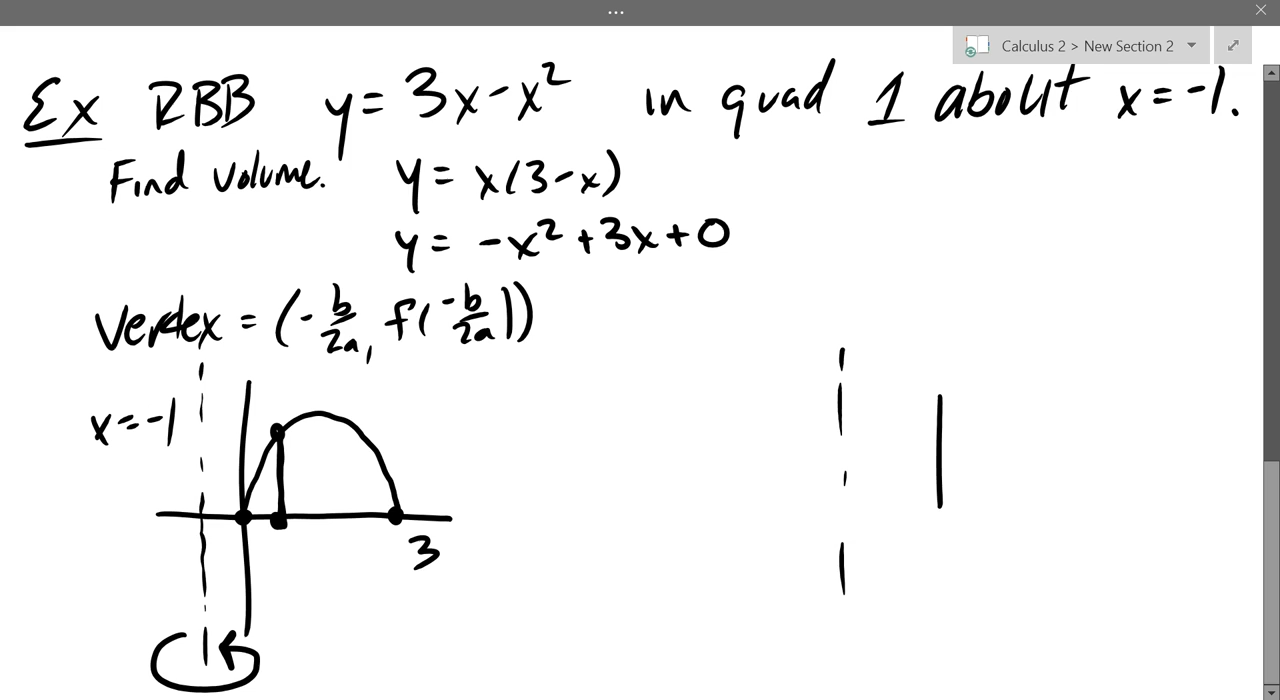 Calculus 2 > New Section 2
Ex RBB y = 3x - x² in quad 1 about x = -1.
Find Volume. y = x(3 - x)
y = -x² + 3x + 0
Vertex = (-b/2a, f(-b/2a))
x = -1
3